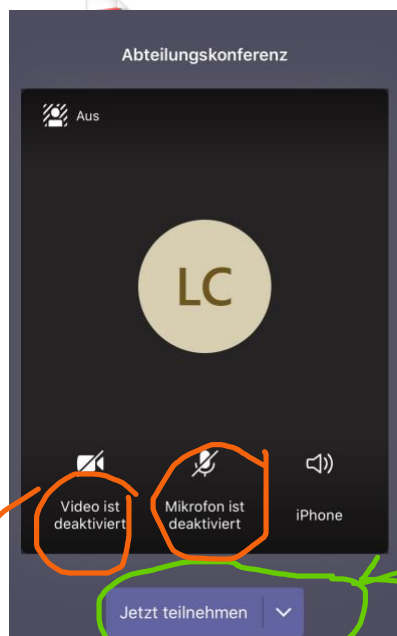 Abteilungskonferenz
Aus
LC
Video ist
deaktiviert
Mikrofon ist
deaktiviert
iPhone
Jetzt teilnehmen